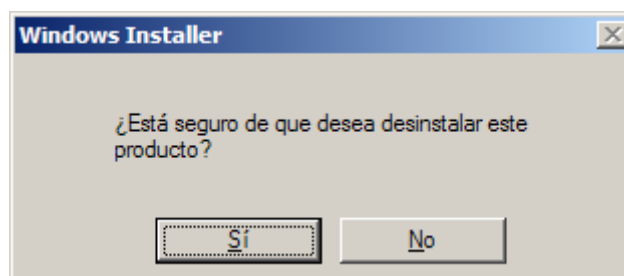 Windows Installer
¿Está seguro de que desea desinstalar este
producto?
Sí
No